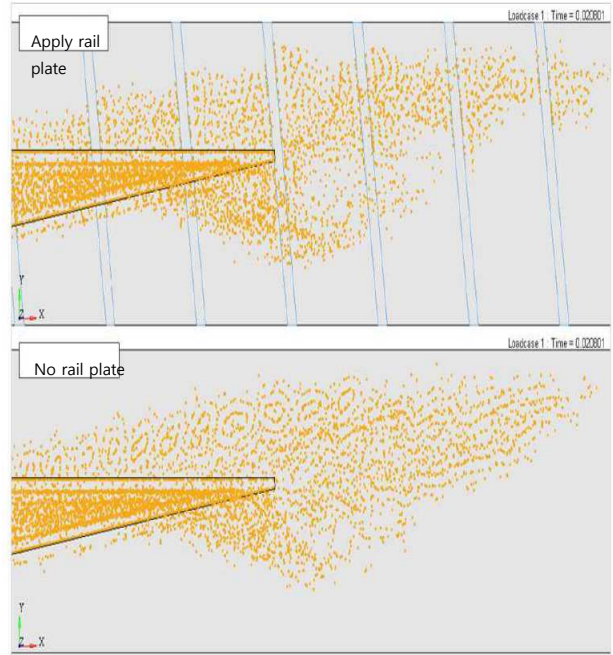 Loadcase 1 : Time = 0.020801
Apply rail
plate
Y
Z X
Loadcase 1 : Time = 0.020801
No rail plate
Y
Z X